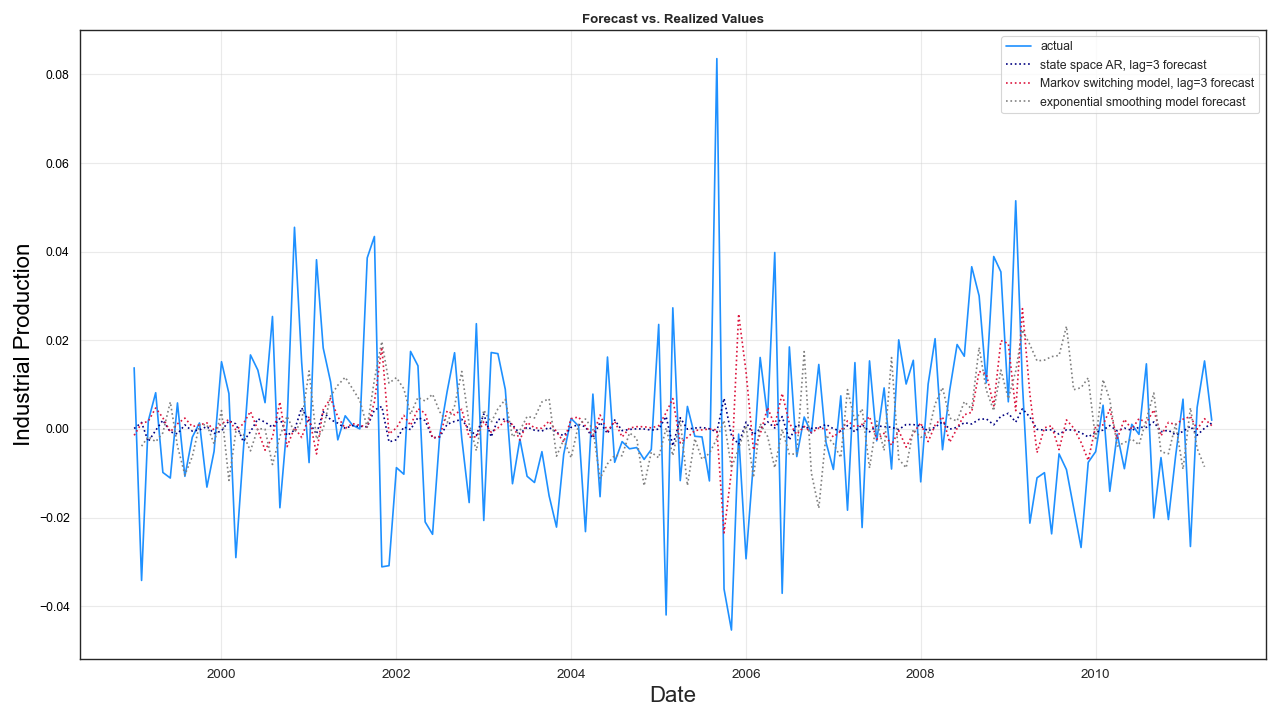 Forecast vs. Realized Values
actual
state space AR, lag=3 forecast
Markov switching model, lag=3 forecast
exponential smoothing model forecast
Industrial Production
0.08
0.06
0.04
0.02
0.00
−0.02
−0.04
2000
2002
2004
2006
2008
2010
Date